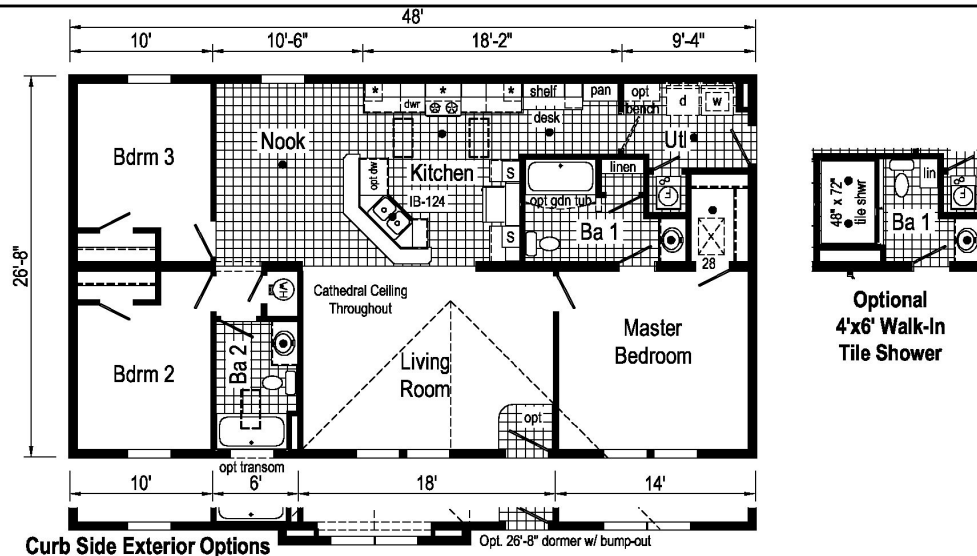 48'
10' 10'-6" 18'-2" 9'-4"
26'-8"
* * * shelf pan opt d w
dwr bench
desk
Nook Utl
Bdrm 3
Kitchen S linen
opt dw
IB-124 opt gdn tub F
Ba 1
S
x
28
WH
Cathedral Ceiling
Throughout
Master
Bedroom
Living
Room
Bdrm 2
Ba 2
opt
opt transom
10' 6' 18' 14'
Curb Side Exterior Options
Opt. 26'-8" dormer w/ bump-out
48" x 72"
tile shwr
lin
F
Ba 1
Optional
4'x6' Walk-In
Tile Shower